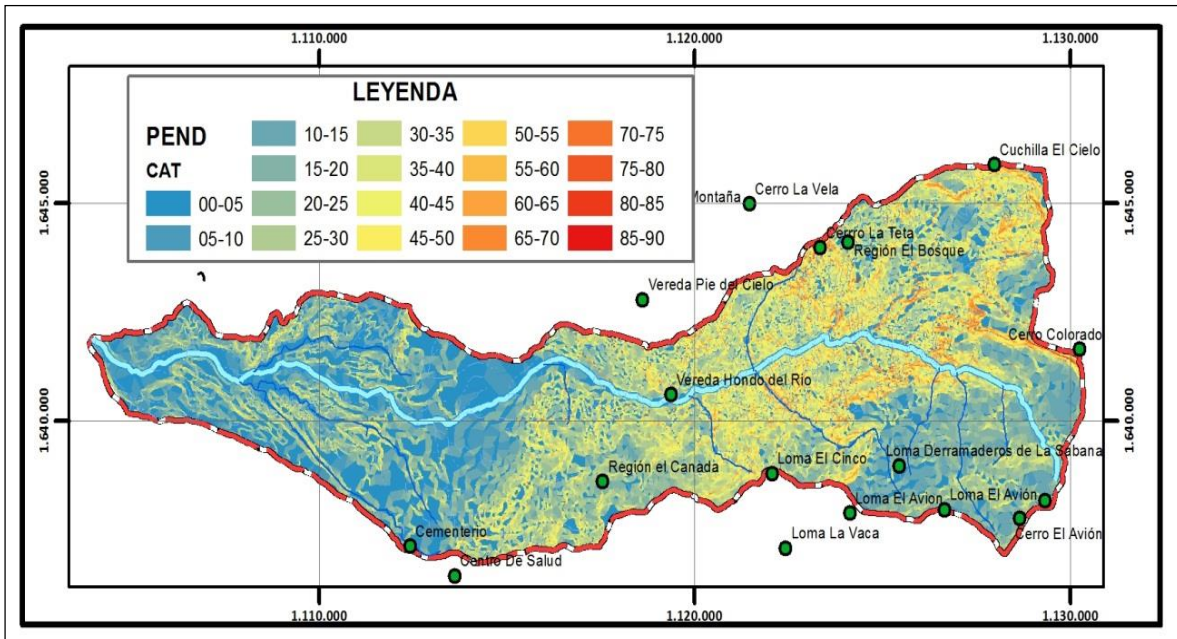 1.110.000 1.120.000 1.130.000
LEYENDA
PEND
CAT
00-05
05-10
10-15
15-20
20-25
25-30
30-35
35-40
40-45
45-50
50-55
55-60
60-65
65-70
70-75
75-80
80-85
85-90
Cuchilla El Cielo
1.645.000
Montaña
Cerro La Vela
1.645.000
Cerrro La Teta
Región El Bosque
Vereda Pie del Cielo
Cerro Colorado
Vereda Hondo del Río
1.640.000
1.640.000
Loma El Cinco
Loma Derramaderos de La Sabana
Región el Canada
Loma El Avion
Loma El Avión
Cementerio
Loma La Vaca
Cerro El Avión
Centro De Salud
1.110.000 1.120.000 1.130.000